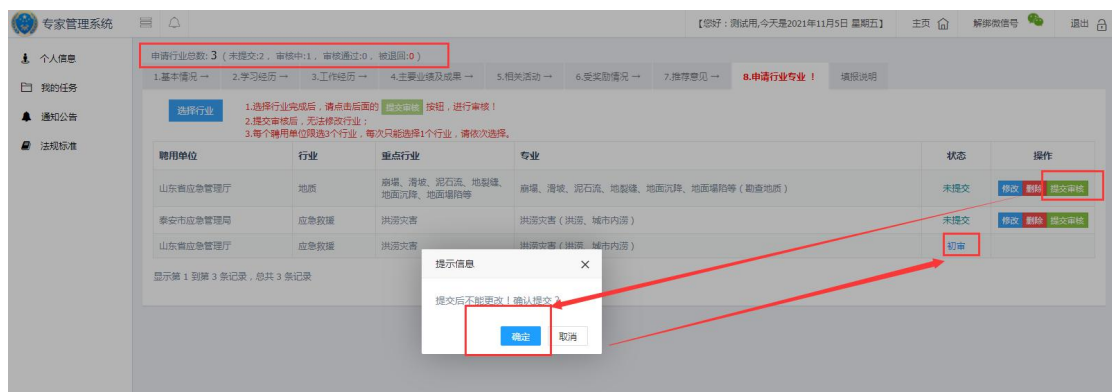 专家管理系统
【您好：测试用,今天是2021年11月5日 星期五】 主页 解绑微信号 退出
个人信息
我的任务
通知公告
法规标准
申请行业总数: 3 ( 未提交:2 , 审核中:1 , 审核通过:0 , 被退回:0 )
1.基本情况→ 2.学习经历→ 3.工作经历→ 4.主要业绩及成果→ 5.相关活动→ 6.受奖励情况→ 7.推荐意见→ 8.申请行业专业！ 填报说明
选择行业
1.选择行业完成后，请点击后面的 提交审核 按钮，进行审核！
2.提交审核后，无法修改行业；
3.每个聘用单位限选3个行业，每次只能选择1个行业，请依次选择。
聘用单位 行业 重点行业 专业 状态 操作
山东省应急管理厅 地质 崩塌、滑坡、泥石流、地裂缝、地面沉降、地面塌陷等 崩塌、滑坡、泥石流、地裂缝、地面沉降、地面塌陷等 ( 勘查地质 ) 未提交 修改 删除 提交审核
泰安市应急管理局 应急救援 洪涝灾害 洪涝灾害 ( 洪涝、城市内涝 ) 未提交 修改 删除 提交审核
山东省应急管理厅 应急救援 洪涝灾害 洪涝灾害 ( 洪涝、城市内涝 ) 初审
显示第 1 到第 3 条记录，总共 3 条记录
提示信息
提交后不能更改！确认提交？
确定 取消